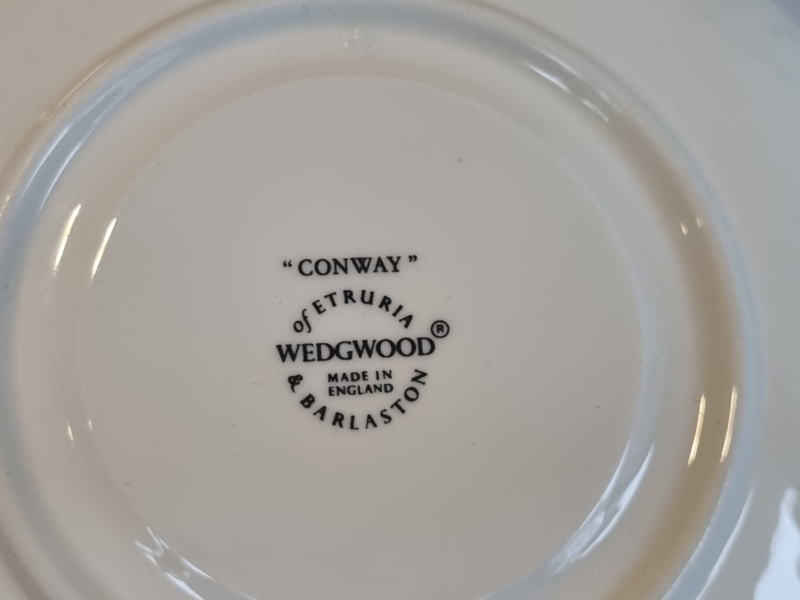 “CONWAY”
of ETRURIA
WEDGWOOD®
MADE IN
ENGLAND
& BARLASTON